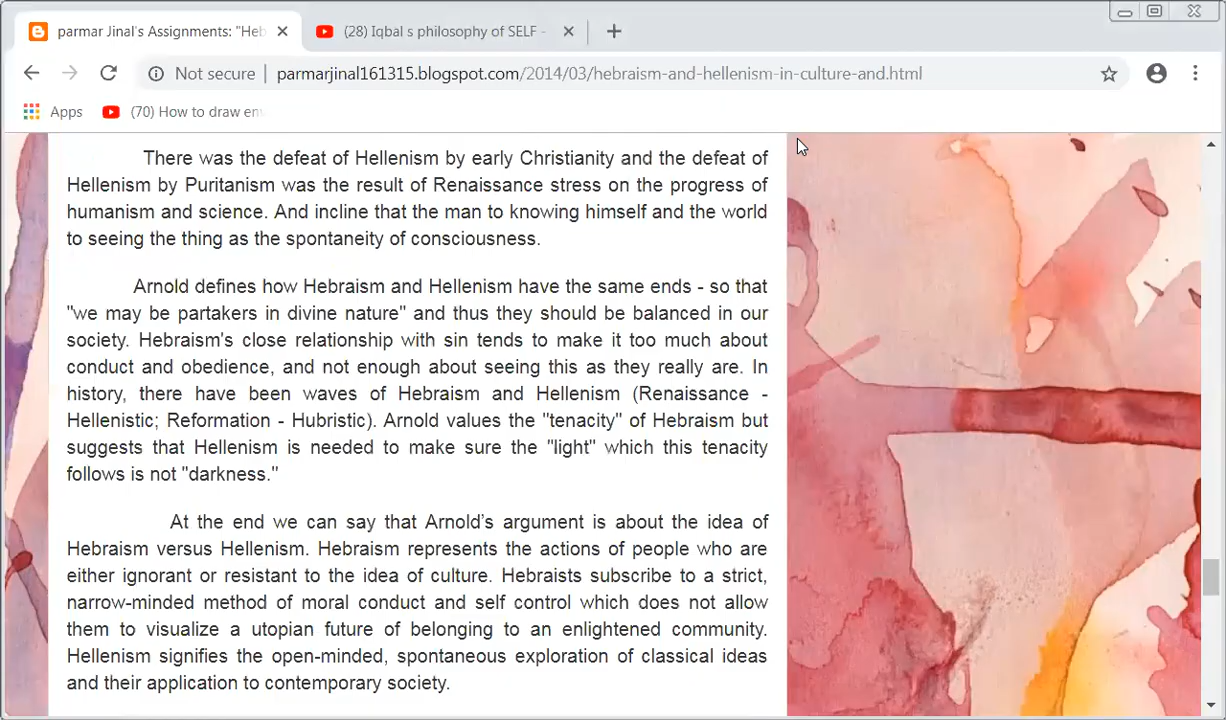 parmar Jinal's Assignments: "Heb
(28) Iqbal s philosophy of SELF -
Not secure
parmarjinal161315.blogspot.com/2014/03/hebraism-and-hellenism-in-culture-and.html
Apps
(70) How to draw en
There was the defeat of Hellenism by early Christianity and the defeat of
Hellenism by Puritanism was the result of Renaissance stress on the progress of
humanism and science. And incline that the man to knowing himself and the world
to seeing the thing as the spontaneity of consciousness.
Arnold defines how Hebraism and Hellenism have the same ends - so that
"we may be partakers in divine nature" and thus they should be balanced in our
society. Hebraism's close relationship with sin tends to make it too much about
conduct and obedience, and not enough about seeing this as they really are. In
history, there have been waves of Hebraism and Hellenism (Renaissance -
Hellenistic; Reformation - Hubristic). Arnold values the "tenacity" of Hebraism but
suggests that Hellenism is needed to make sure the "light" which this tenacity
follows is not "darkness."
At the end we can say that Arnold’s argument is about the idea of
Hebraism versus Hellenism. Hebraism represents the actions of people who are
either ignorant or resistant to the idea of culture. Hebraists subscribe to a strict,
narrow-minded method of moral conduct and self control which does not allow
them to visualize a utopian future of belonging to an enlightened community.
Hellenism signifies the open-minded, spontaneous exploration of classical ideas
and their application to contemporary society.